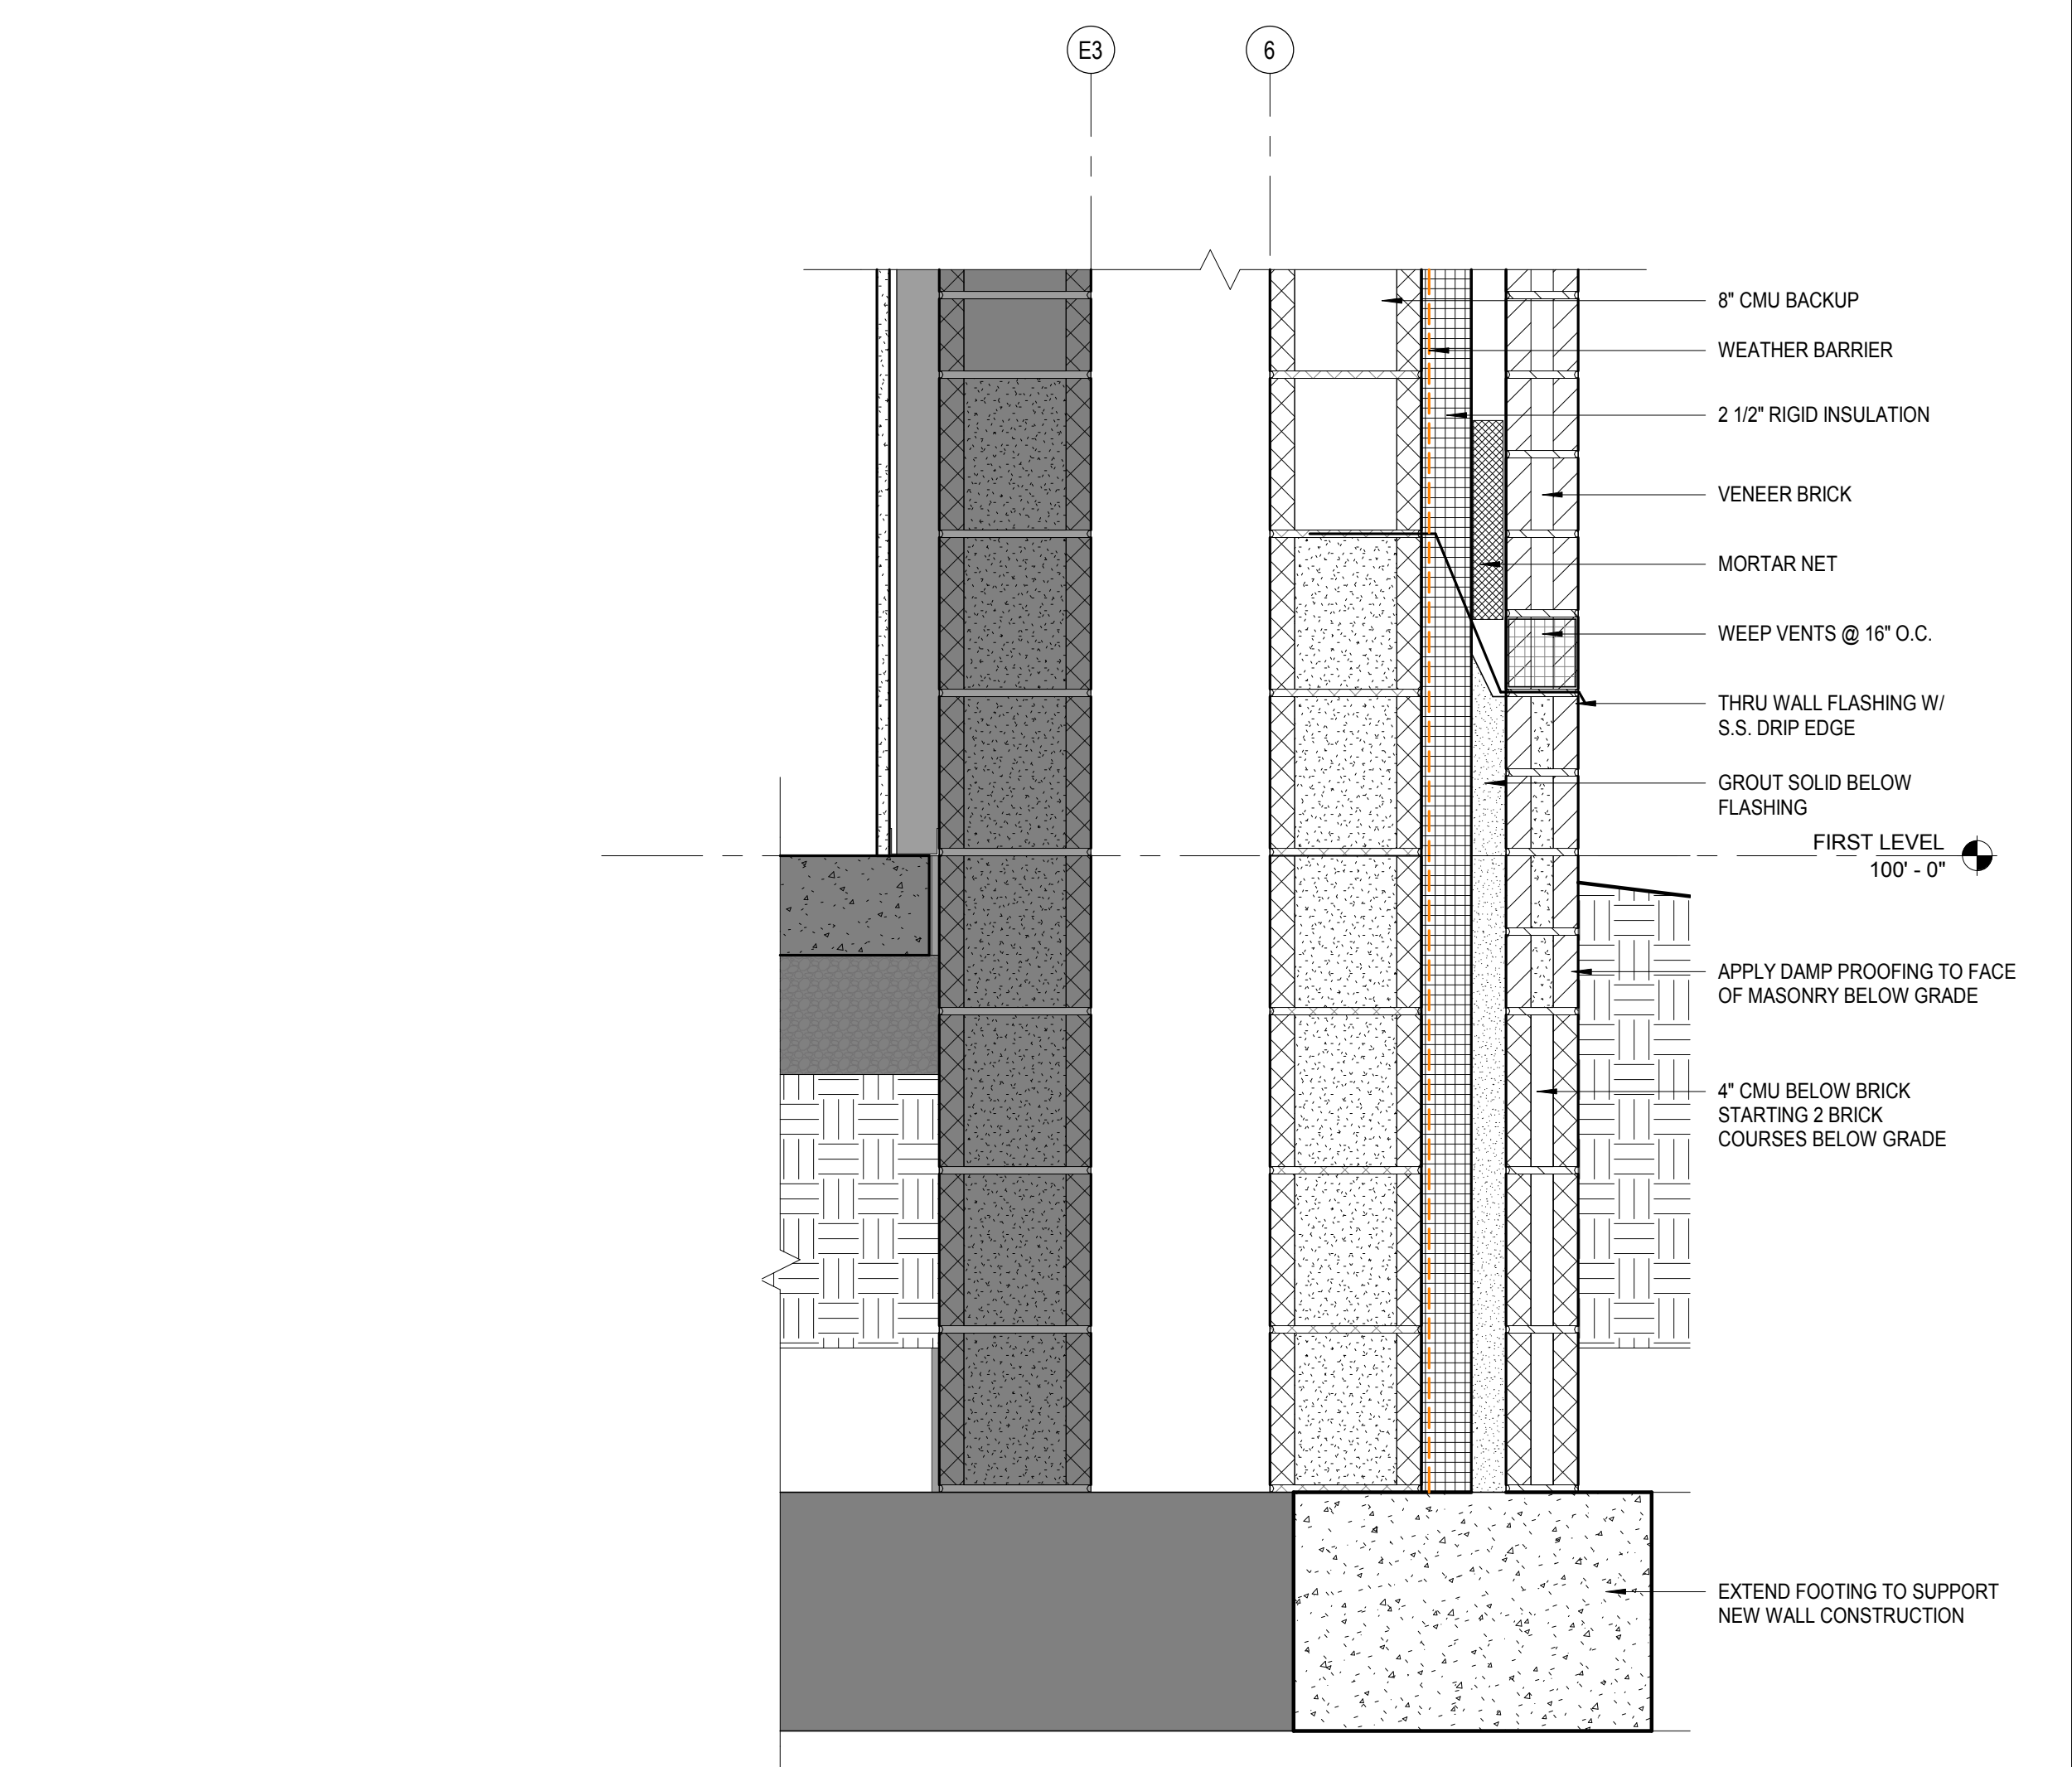 E3
6
8" CMU BACKUP
WEATHER BARRIER
2 1/2" RIGID INSULATION
VENEER BRICK
MORTAR NET
WEEP VENTS @ 16" O.C.
THRU WALL FLASHING W/
S.S. DRIP EDGE
GROUT SOLID BELOW
FLASHING
FIRST LEVEL
100' - 0"
APPLY DAMP PROOFING TO FACE
OF MASONRY BELOW GRADE
4" CMU BELOW BRICK
STARTING 2 BRICK
COURSES BELOW GRADE
EXTEND FOOTING TO SUPPORT
NEW WALL CONSTRUCTION